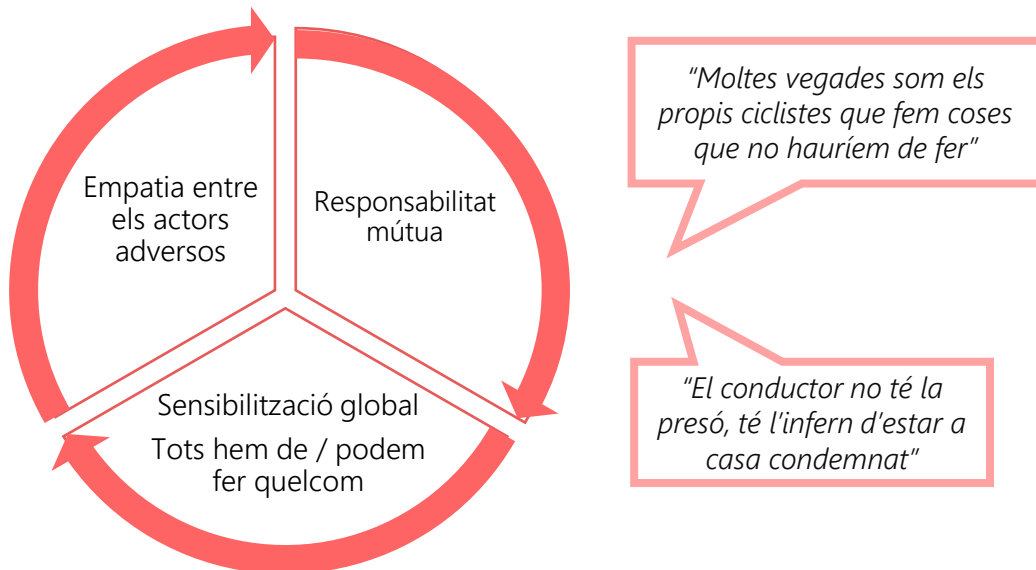 Empatia entre
els actors
adversos
Responsabilitat
mútua
Sensibilització global
Tots hem de / podem
fer quelcom
“Moltes vegades som els
propis ciclistes que fem coses
que no hauríem de fer”
“El conductor no té la
presó, té l'infern d'estar a
casa condemnat”